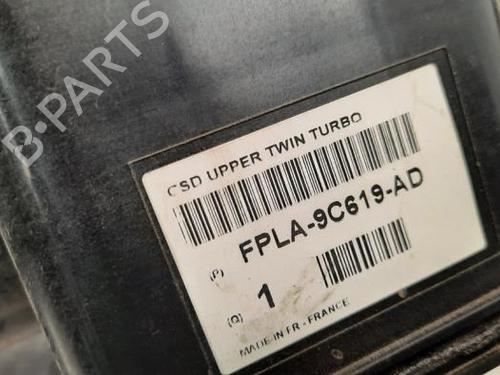 B-PARTS
CSD UPPER TWIN TURBO
(P) FPLA-9C619-AD
(Q) 1
MADE IN FR - FRANCE